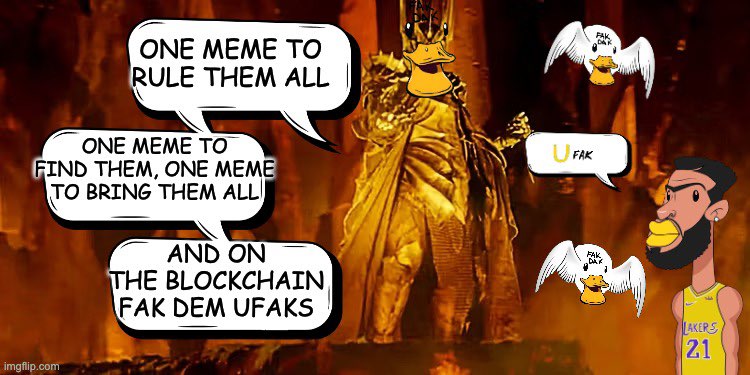 ONE MEME TO
RULE THEM ALL
ONE MEME TO
FIND THEM, ONE MEME
TO BRING THEM ALL
AND ON
THE BLOCKCHAIN
FAK DEM UFAKS
FAK
DAK
U FAK
FAK
DAK
LAKERS
21
imgflip.com